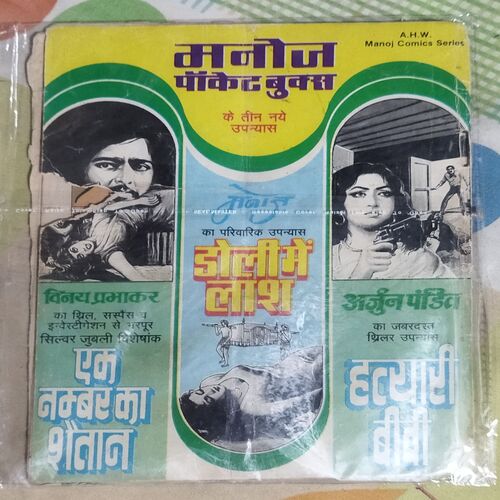 A.H.W.
Manoj Comics Series
मनोज
पॉकेट बुक्स
के तीन नये
उपन्यास
विनय प्रभाकर
का थ्रिल, सस्पैंस व
इन्वेस्टीगेशन से भरपूर
सिल्वर जुबली विशेषांक
एक
नम्बर का
शैतान
का परिवारिक उपन्यास
डोली में
लाश
अर्जुन पंडित
का जबरदस्त
थ्रिलर उपन्यास
हत्यारी
बीवी